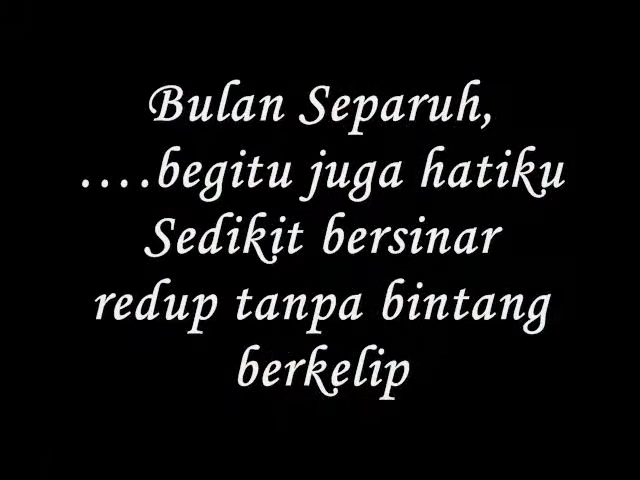 Bulan Separuh,
....begitu juga hatiku
Sedikit bersinar
redup tanpa bintang
berkelip